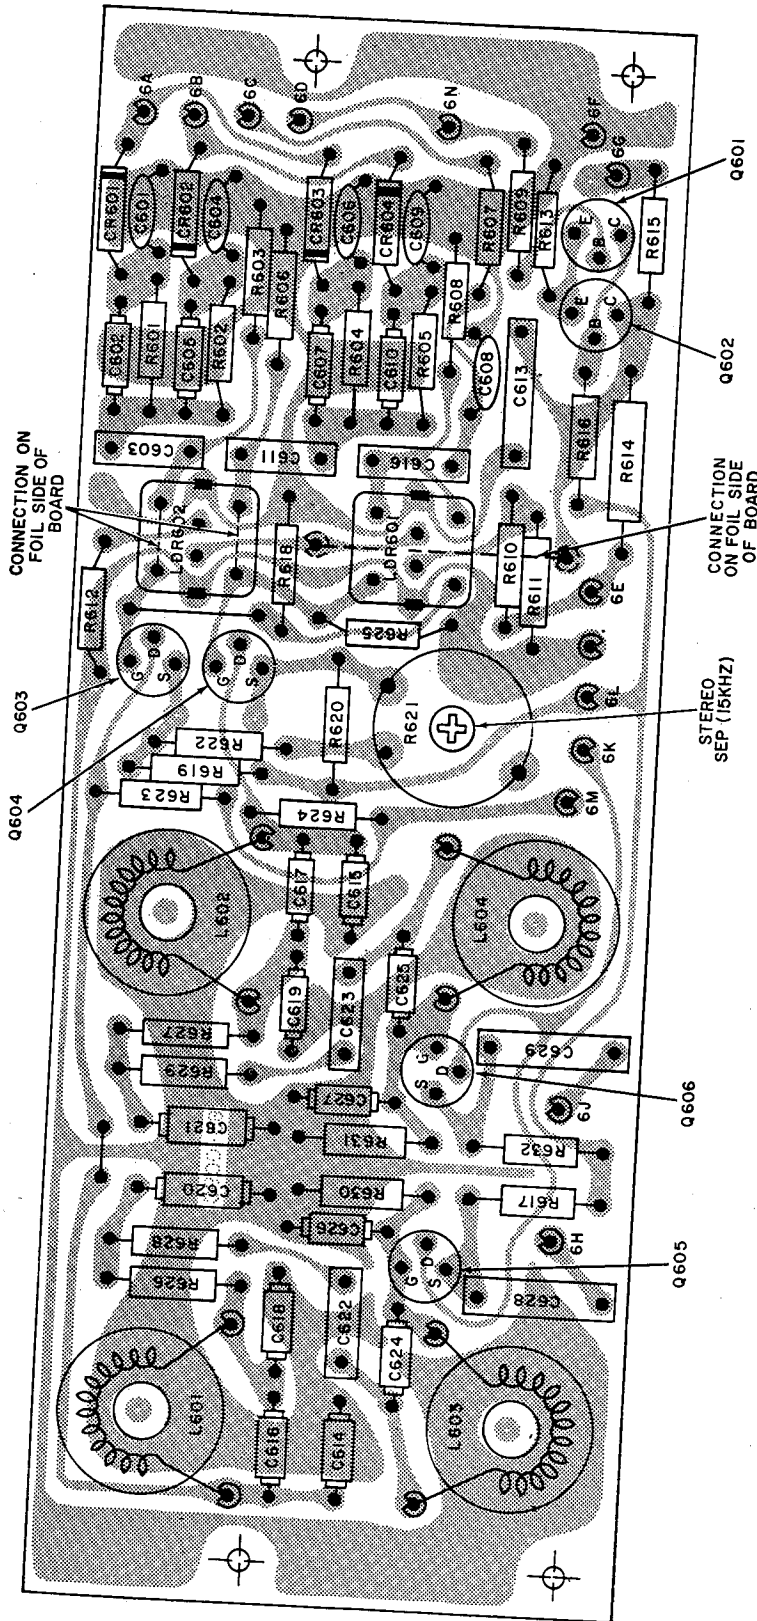 6A
6B
6C
6D
6N
6F
6G
Q601
CR601
C601
CR602
C604
R603
R606
CR603
C606
CR604
C609
R607
R609
R613
E
B
C
R615
C602
R601
C605
R602
C607
R604
C610
R605
R608
C608
C613
E
B
C
Q602
R616
R614
C603
C611
C616
CONNECTION ON
FOIL SIDE OF
BOARD
LDR602
R618
LDR601
R610
R611
CONNECTION
ON FOIL SIDE
OF BOARD
R612
6E
R625
G
D
S
G
D
S
Q603
Q604
R620
R621
STEREO
SEP (15KHZ)
6L
6K
6M
R622
R619
R623
R624
L602
C617
C615
L604
C619
C623
C625
R627
R629
S
D
G
Q606
C629
C627
C621
R631
6J
R632
C620
R630
R617
C626
R628
R626
G
D
S
Q605
6H
C628
C618
C622
C624
L601
C616
C614
L603